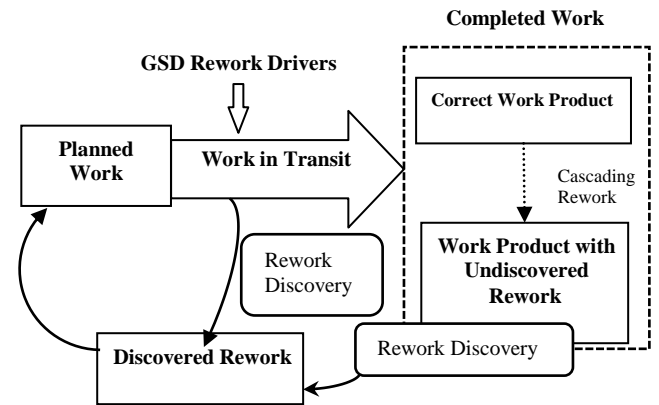 Completed Work
GSD Rework Drivers
Correct Work Product
Planned
Work
Work in Transit
Cascading
Rework
Work Product with
Undiscovered
Rework
Rework
Discovery
Discovered Rework
Rework Discovery